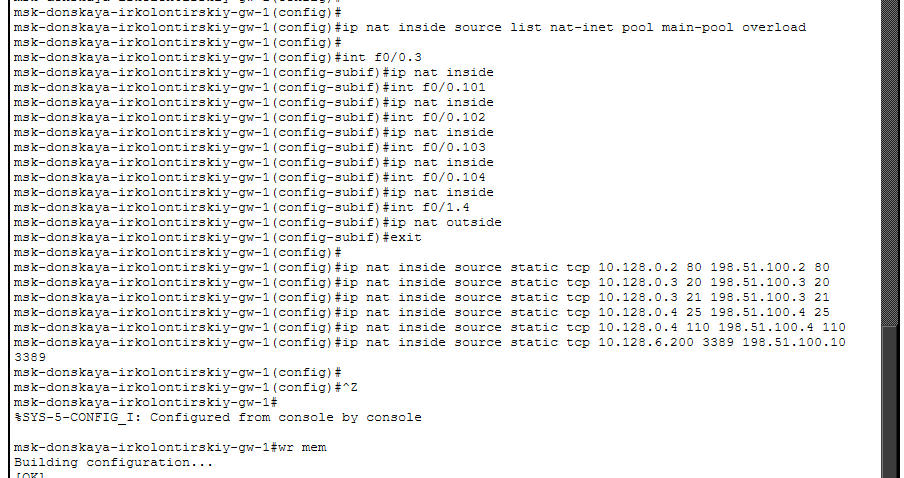 msk-donskaya-irkolontirskiy-gw-1(config)#
msk-donskaya-irkolontirskiy-gw-1(config)#
msk-donskaya-irkolontirskiy-gw-1(config)#ip nat inside source list nat-inet pool main-pool overload
msk-donskaya-irkolontirskiy-gw-1(config)#
msk-donskaya-irkolontirskiy-gw-1(config)#int f0/0.3
msk-donskaya-irkolontirskiy-gw-1(config-subif)#ip nat inside
msk-donskaya-irkolontirskiy-gw-1(config-subif)#int f0/0.101
msk-donskaya-irkolontirskiy-gw-1(config-subif)#ip nat inside
msk-donskaya-irkolontirskiy-gw-1(config-subif)#int f0/0.102
msk-donskaya-irkolontirskiy-gw-1(config-subif)#ip nat inside
msk-donskaya-irkolontirskiy-gw-1(config-subif)#int f0/0.103
msk-donskaya-irkolontirskiy-gw-1(config-subif)#ip nat inside
msk-donskaya-irkolontirskiy-gw-1(config-subif)#int f0/0.104
msk-donskaya-irkolontirskiy-gw-1(config-subif)#ip nat inside
msk-donskaya-irkolontirskiy-gw-1(config-subif)#int f0/1.4
msk-donskaya-irkolontirskiy-gw-1(config-subif)#ip nat outside
msk-donskaya-irkolontirskiy-gw-1(config-subif)#exit
msk-donskaya-irkolontirskiy-gw-1(config)#
msk-donskaya-irkolontirskiy-gw-1(config)#ip nat inside source static tcp 10.128.0.2 80 198.51.100.2 80
msk-donskaya-irkolontirskiy-gw-1(config)#ip nat inside source static tcp 10.128.0.3 20 198.51.100.3 20
msk-donskaya-irkolontirskiy-gw-1(config)#ip nat inside source static tcp 10.128.0.3 21 198.51.100.3 21
msk-donskaya-irkolontirskiy-gw-1(config)#ip nat inside source static tcp 10.128.0.4 25 198.51.100.4 25
msk-donskaya-irkolontirskiy-gw-1(config)#ip nat inside source static tcp 10.128.0.4 110 198.51.100.4 110
msk-donskaya-irkolontirskiy-gw-1(config)#ip nat inside source static tcp 10.128.6.200 3389 198.51.100.10
3389
msk-donskaya-irkolontirskiy-gw-1(config)#
msk-donskaya-irkolontirskiy-gw-1(config)#^Z
msk-donskaya-irkolontirskiy-gw-1#
%SYS-5-CONFIG_I: Configured from console by console
msk-donskaya-irkolontirskiy-gw-1#wr mem
Building configuration...
[OK]